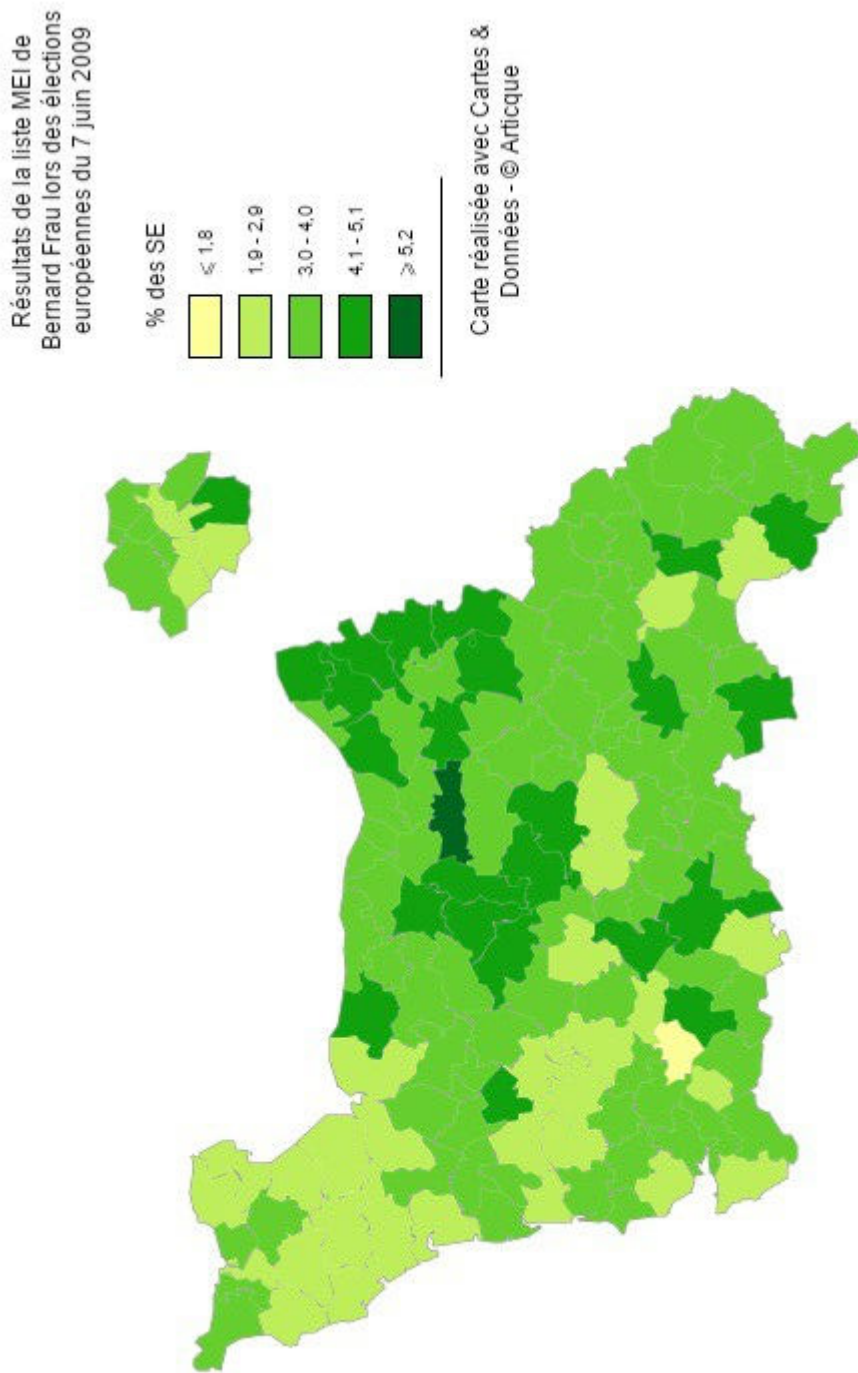 Résultats de la liste MEI de
Bernard Frau lors des élections
européennes du 7 juin 2009
% des SE
⩽ 1,8
1,9 - 2,9
3,0 - 4,0
4,1 - 5,1
⩾ 5,2
Carte réalisée avec Cartes &
Données - © Articque